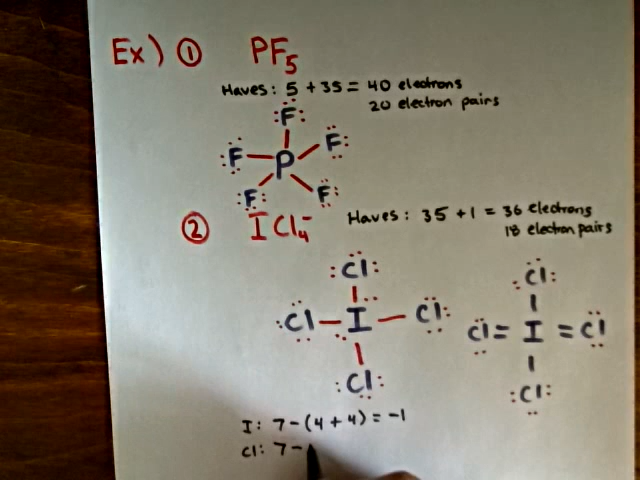 Ex) ① PF₅
Haves: 5 + 35 = 40 electrons
20 electron pairs
F
F F
P
F F
② ICl₄⁻
Haves: 35 + 1 = 36 electrons
18 electron pairs
Cl Cl
Cl — I — Cl Cl = I = Cl
Cl Cl
I: 7 - (4 + 4) = -1
Cl: 7 -